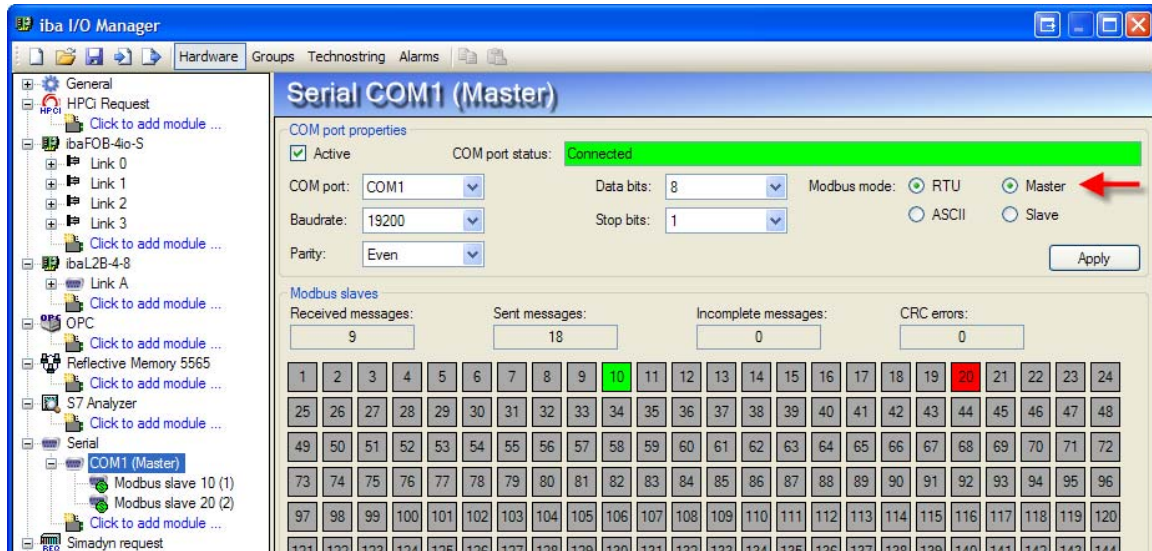 iba I/O Manager
Hardware Groups Technostring Alarms
General
HPCi Request
Click to add module ...
ibaFOB-4io-S
Link 0
Link 1
Link 2
Link 3
Click to add module ...
ibaL2B-4-8
Link A
Click to add module ...
OPC
Click to add module ...
Reflective Memory 5565
Click to add module ...
S7 Analyzer
Click to add module ...
Serial
COM1 (Master)
Modbus slave 10 (1)
Modbus slave 20 (2)
Click to add module ...
Simadyn request
Serial COM1 (Master)
COM port properties
Active COM port status: Connected
COM port: COM1 Data bits: 8 Modbus mode: RTU Master
Baudrate: 19200 Stop bits: 1 ASCII Slave
Parity: Even Apply
Modbus slaves
Received messages: Sent messages: Incomplete messages: CRC errors:
9 18 0 0
1 2 3 4 5 6 7 8 9 10 11 12 13 14 15 16 17 18 19 20 21 22 23 24
25 26 27 28 29 30 31 32 33 34 35 36 37 38 39 40 41 42 43 44 45 46 47 48
49 50 51 52 53 54 55 56 57 58 59 60 61 62 63 64 65 66 67 68 69 70 71 72
73 74 75 76 77 78 79 80 81 82 83 84 85 86 87 88 89 90 91 92 93 94 95 96
97 98 99 100 101 102 103 104 105 106 107 108 109 110 111 112 113 114 115 116 117 118 119 120